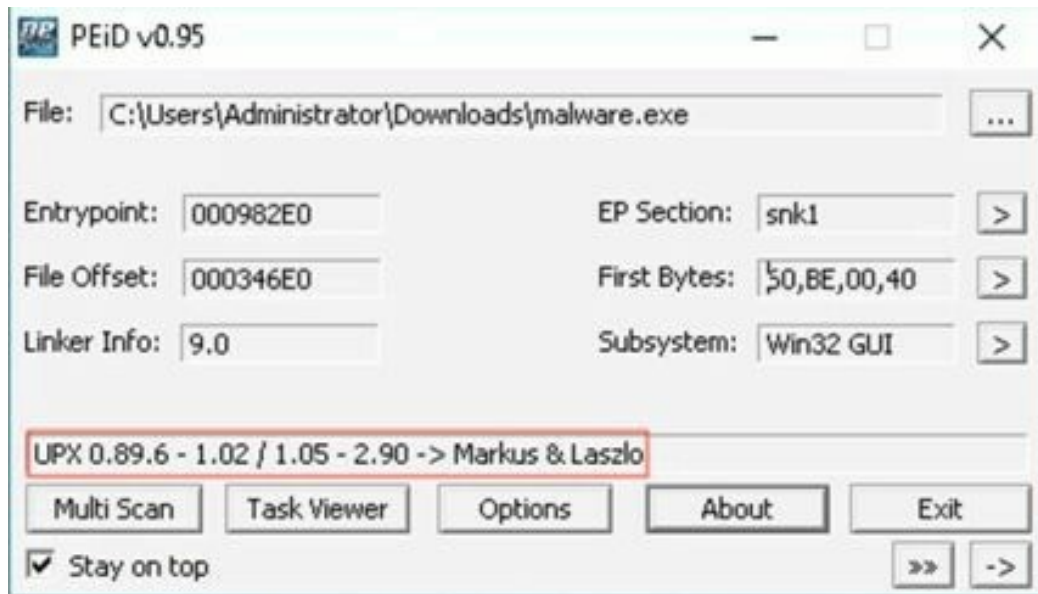 PEiD v0.95
File: C:\Users\Administrator\Downloads\malware.exe ...
Entrypoint: 000982E0 EP Section: snk1 >
File Offset: 000346E0 First Bytes: 50,BE,00,40 >
Linker Info: 9.0 Subsystem: Win32 GUI >
UPX 0.89.6 - 1.02 / 1.05 - 2.90 -> Markus & Laszlo
Multi Scan Task Viewer Options About Exit
Stay on top >> ->